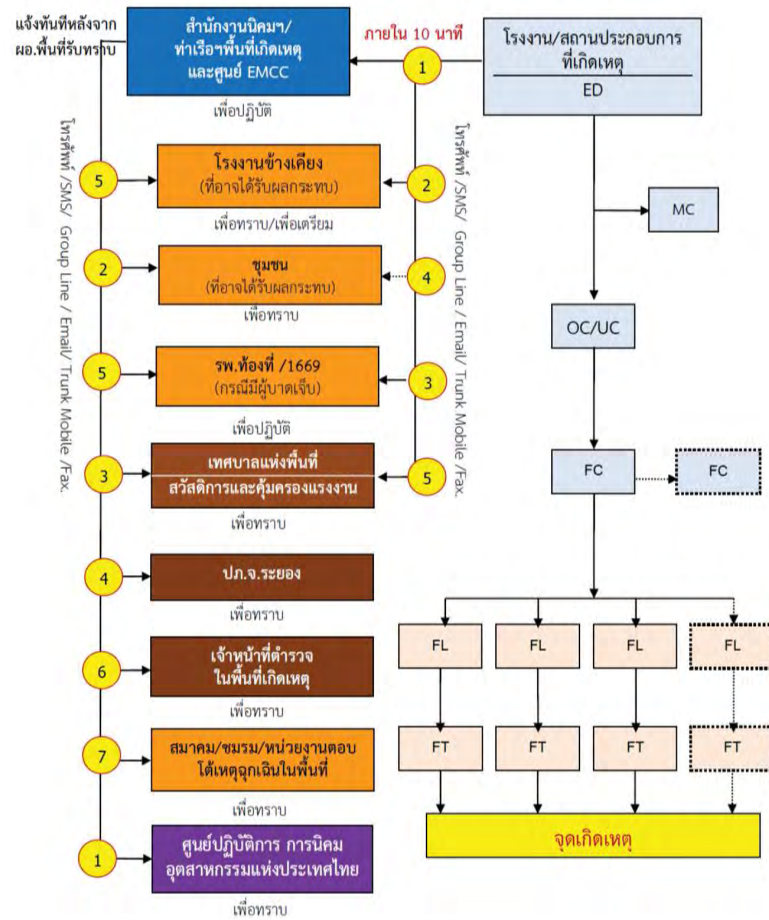 แจ้งทันทีหลังจาก
ผอ.พื้นที่รับทราบ
สำนักงานนิคมฯ/
ท่าเรือฯพื้นที่เกิดเหตุ
และศูนย์ EMCC
เพื่อปฏิบัติ
ภายใน 10 นาที
1
โรงงาน/สถานประกอบการ
ที่เกิดเหตุ
ED
โทรศัพท์ /SMS/ Group Line / Email/ Trunk Mobile /Fax.
โทรศัพท์ /SMS/ Group Line / Email/ Trunk Mobile /Fax.
5
โรงงานข้างเคียง
(ที่อาจได้รับผลกระทบ)
2
เพื่อทราบ/เพื่อเตรียม
MC
2
ชุมชน
(ที่อาจได้รับผลกระทบ)
4
เพื่อทราบ
OC/UC
5
รพ.ท้องที่ /1669
(กรณีมีผู้บาดเจ็บ)
3
เพื่อปฏิบัติ
3
เทศบาลแห่งพื้นที่
สวัสดิการและคุ้มครองแรงงาน
5
เพื่อทราบ
FC
FC
4
ปภ.จ.ระยอง
เพื่อทราบ
6
เจ้าหน้าที่ตำรวจ
ในพื้นที่เกิดเหตุ
เพื่อทราบ
FL
FL
FL
FL
7
สมาคม/ชมรม/หน่วยงานตอบ
โต้เหตุฉุกเฉินในพื้นที่
เพื่อทราบ
FT
FT
FT
FT
1
ศูนย์ปฏิบัติการ การนิคม
อุตสาหกรรมแห่งประเทศไทย
เพื่อทราบ
จุดเกิดเหตุ